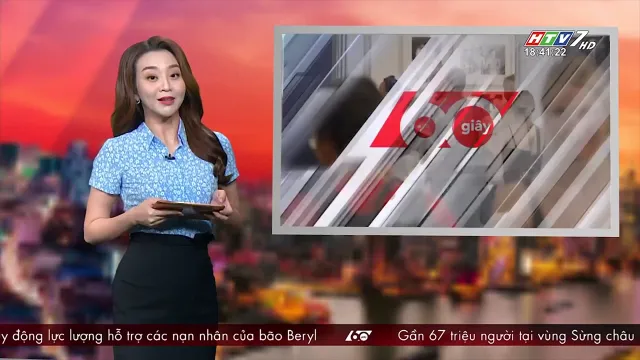 HTV7 HD
18:41:22
60 giây
y động lực lượng hỗ trợ các nạn nhân của bão Beryl 60 Gần 67 triệu người tại vùng Sừng châu